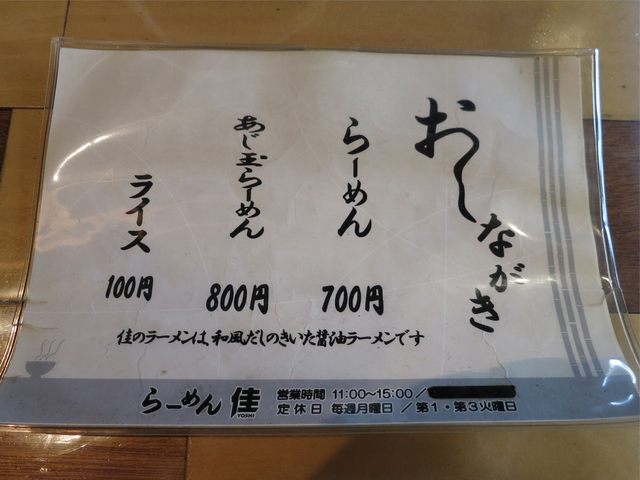 おしながき
らーめん
700円
あじ玉らーめん
800円
ライス
100円
佳のラーメンは、和風だしのきいた醤油ラーメンです
らーめん 佳
YOSHI
営業時間 11:00～15:00／
定休日 毎週月曜日 ／第1・第3火曜日